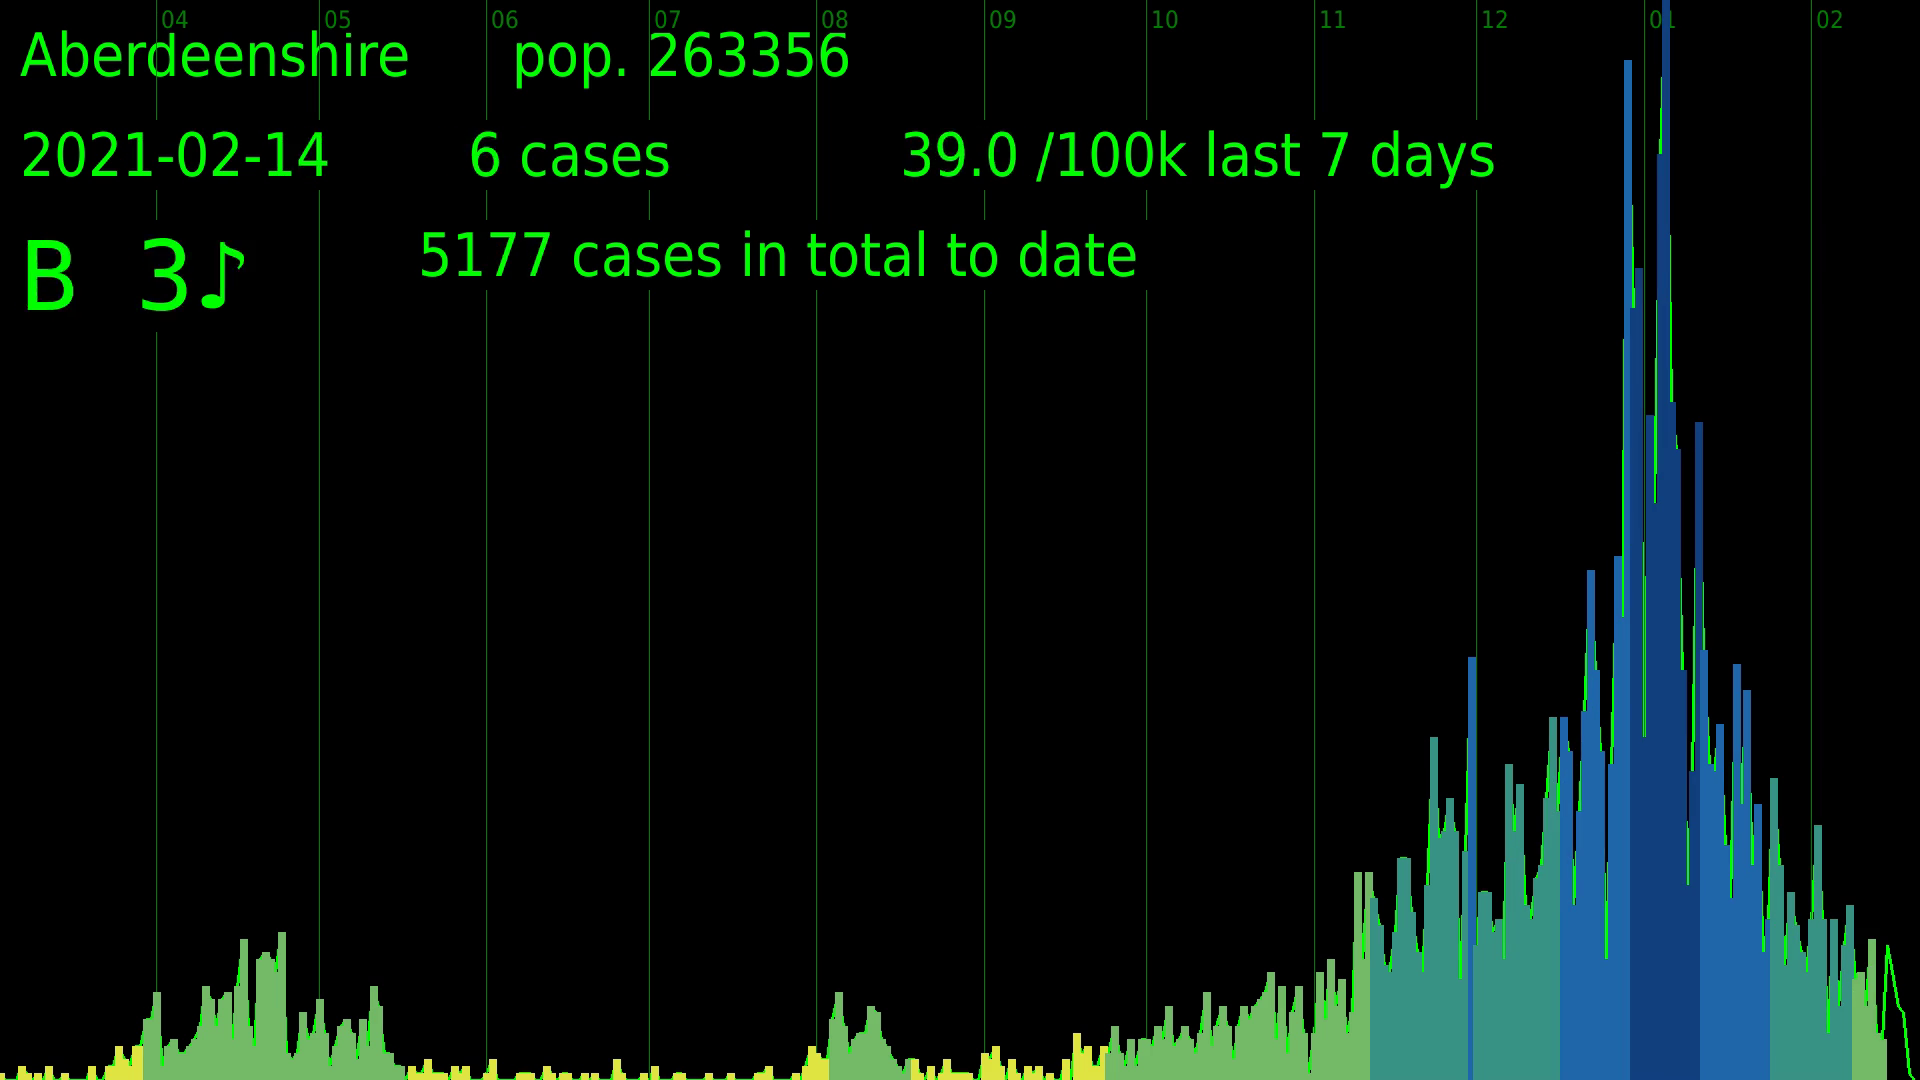 04 05 06 07 08 09 10 11 12 01 02
Aberdeenshire pop. 263356
2021-02-14 6 cases 39.0 /100k last 7 days
B 3♪ 5177 cases in total to date